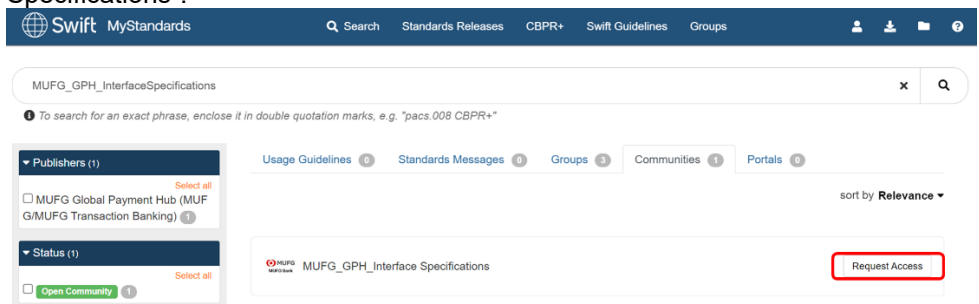 Specifications".
Swift MyStandards Search Standards Releases CBPR+ Swift Guidelines Groups
MUFG_GPH_InterfaceSpecifications
To search for an exact phrase, enclose it in double quotation marks, e.g. "pacs.008 CBPR+"
Publishers (1)
Usage Guidelines 0 Standards Messages 0 Groups 3 Communities 1 Portals 0
Select all
MUFG Global Payment Hub (MUF
G/MUFG Transaction Banking) 1
sort by Relevance
Status (1)
Select all
Open Community 1
MUFG
MUFG Bank
MUFG_GPH_Interface Specifications
Request Access